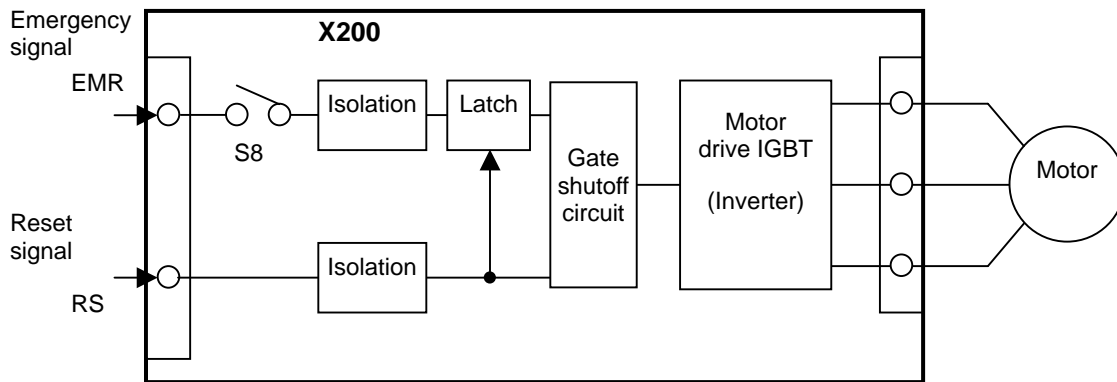 Emergency
signal
X200
EMR
Isolation
Latch
S8
Gate
shutoff
circuit
Motor
drive IGBT
(Inverter)
Motor
Reset
signal
Isolation
RS